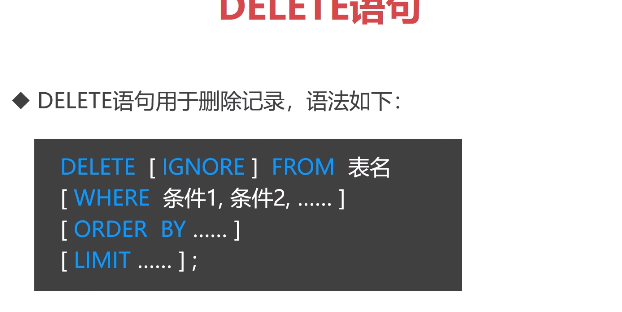 DELETE语句
◆ DELETE语句用于删除记录，语法如下：
DELETE [ IGNORE ] FROM 表名
[ WHERE 条件1, 条件2, …… ]
[ ORDER BY …… ]
[ LIMIT …… ] ;